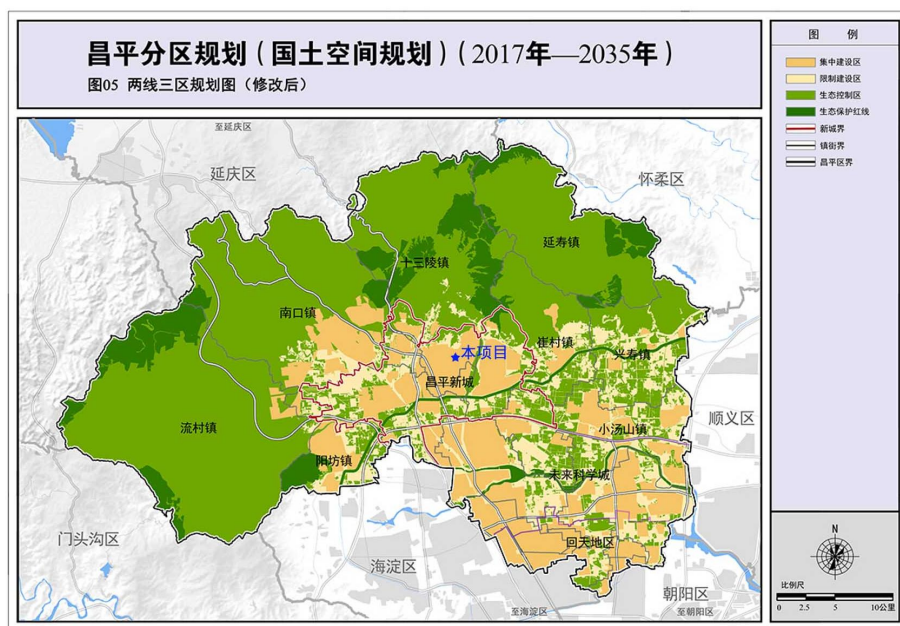 昌平分区规划（国土空间规划）（2017年—2035年）
图05 两线三区规划图（修改后）
图 例
集中建设区
限制建设区
生态控制区
生态保护红线
新城界
镇街界
昌平区界
至延庆区
延庆区
怀柔区
延寿镇
十三陵镇
南口镇
崔村镇
兴寿镇
本项目
昌平新城
流村镇
小汤山镇
顺义区
阳坊镇
未来科学城
门头沟区
回天地区
海淀区
朝阳区
至海淀区
至朝阳区
N
比例尺
0 2.5 5 10公里